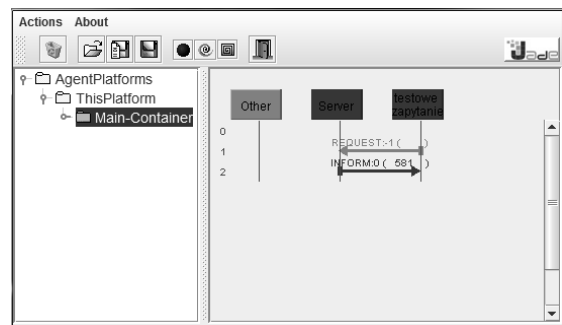 Actions About
Jade
AgentPlatforms
ThisPlatform
Main-Container
Other
Server
testowe
zapytanie
0
REQUEST:-1 ( )
1
INFORM:0 ( 581 )
2